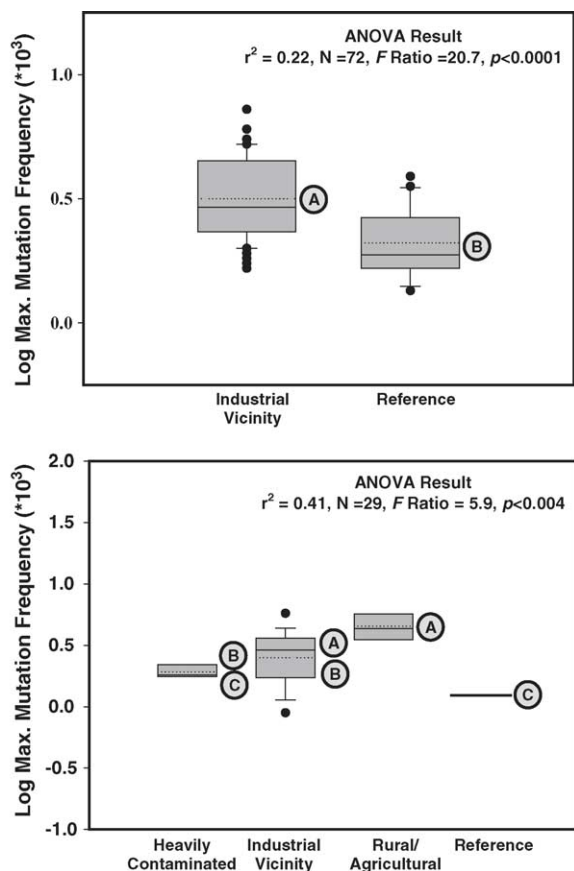 ANOVA Result
r² = 0.22, N =72, F Ratio =20.7, p<0.0001
Log Max. Mutation Frequency (*10³)
1.0
0.5
0.0
A
B
Industrial
Vicinity
Reference
ANOVA Result
r² = 0.41, N =29, F Ratio = 5.9, p<0.004
Log Max. Mutation Frequency (*10³)
2.0
1.5
1.0
0.5
0.0
-0.5
-1.0
B
C
A
B
A
C
Heavily
Contaminated
Industrial
Vicinity
Rural/
Agricultural
Reference